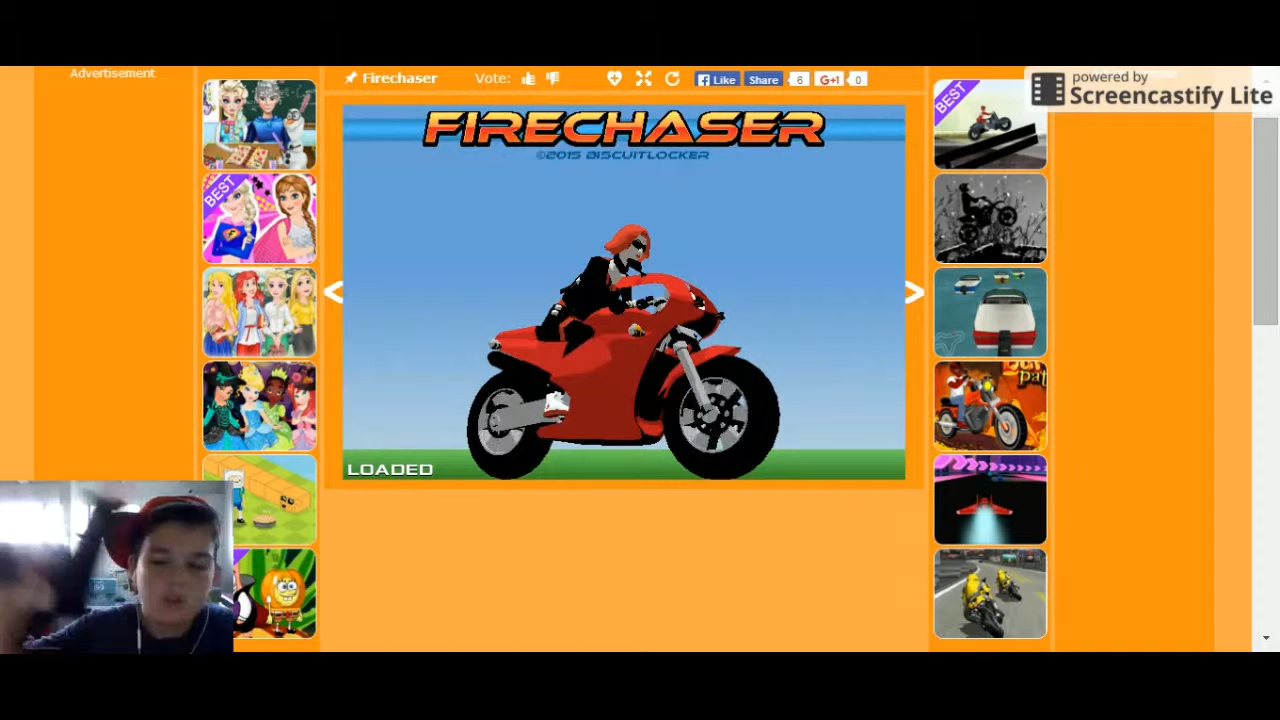 Advertisement
Firechaser
Vote:
Like
Share
6
G+1
0
powered by
Screencastify Lite
BEST
BEST
FIRECHASER
©2015 BISCUITLOCKER
LOADED